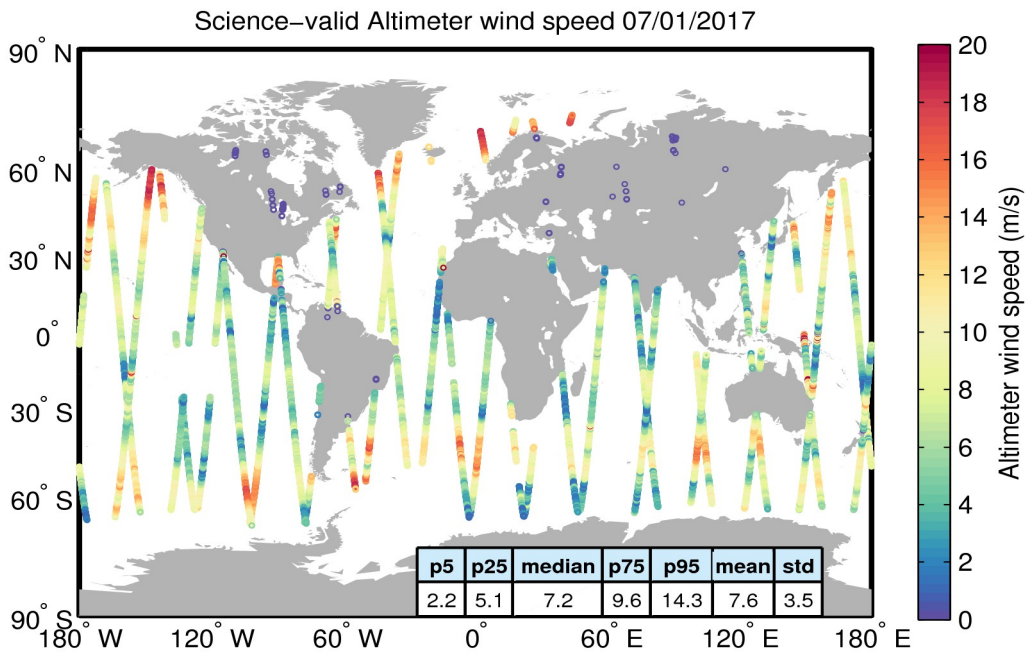 Science−valid Altimeter wind speed 07/01/2017
90° N
60° N
30° N
0°
30° S
60° S
90° S
180° W
120° W
60° W
0°
60° E
120° E
180° E
p5 p25 median p75 p95 mean std
2.2 5.1 7.2 9.6 14.3 7.6 3.5
20
18
16
14
12
10
8
6
4
2
0
Altimeter wind speed (m/s)